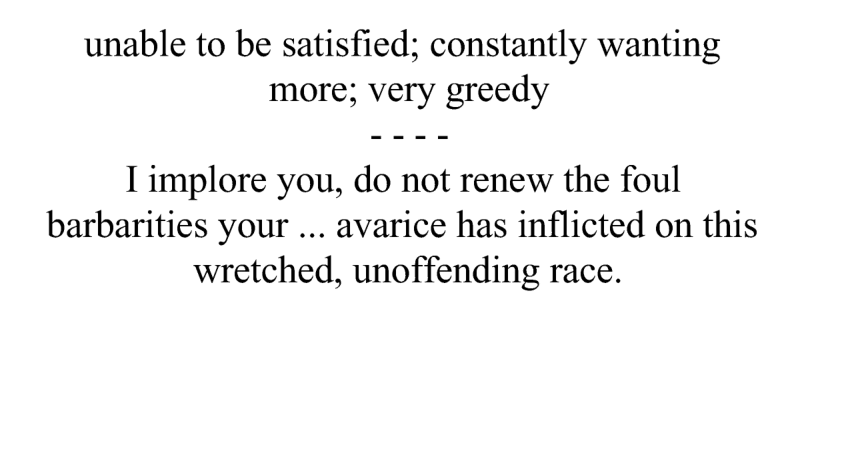 unable to be satisfied; constantly wanting
more; very greedy
- - - -
I implore you, do not renew the foul
barbarities your ... avarice has inflicted on this
wretched, unoffending race.